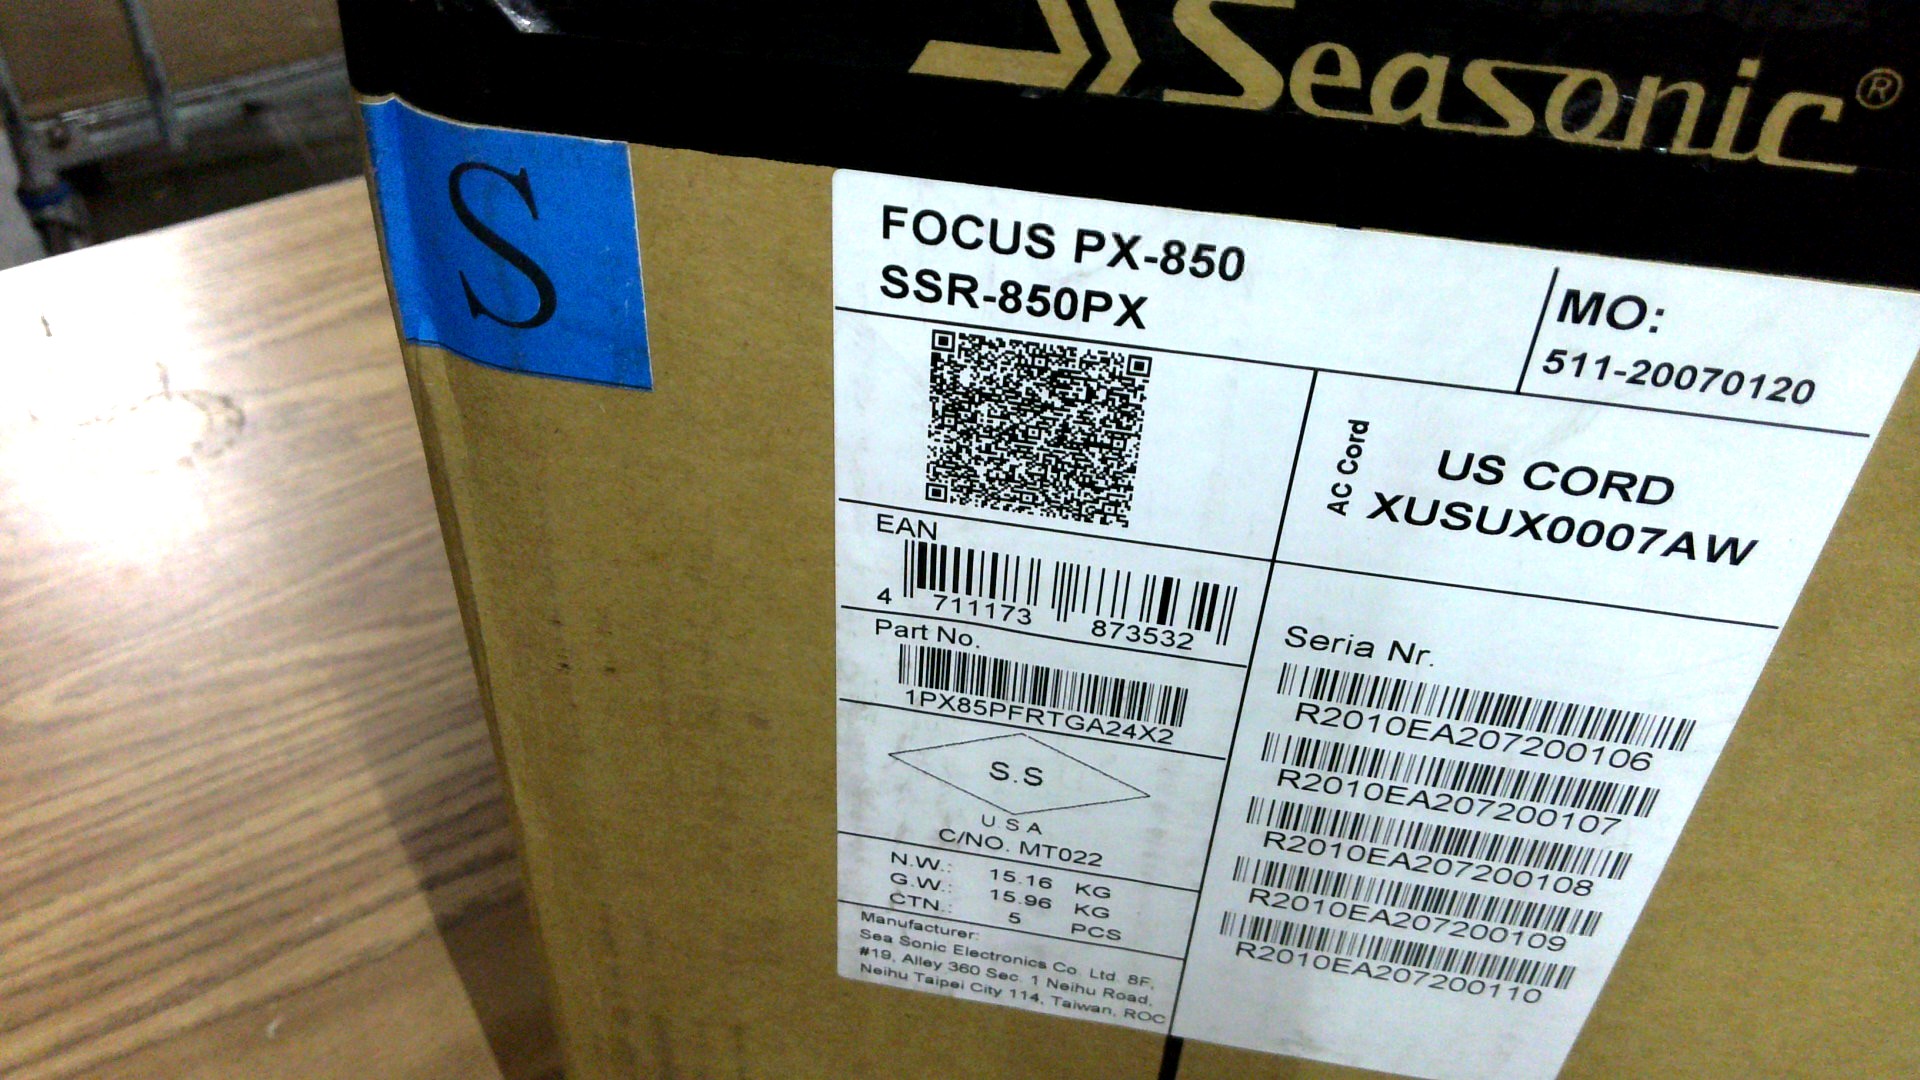 Seasonic®
S
FOCUS PX-850
SSR-850PX
MO:
511-20070120
AC Cord
US CORD
XUSUX0007AW
EAN
4 711173 873532
Part No.
1PX85PFRTGA24X2
S.S
U S A
C/NO. MT022
N.W.: 15.16 KG
G.W.: 15.96 KG
CTN.: 5 PCS
Manufacturer:
Sea Sonic Electronics Co. Ltd. 8F,
#19, Alley 360 Sec. 1 Neihu Road,
Neihu Taipei City 114, Taiwan, ROC
Seria Nr.
R2010EA207200106
R2010EA207200107
R2010EA207200108
R2010EA207200109
R2010EA207200110